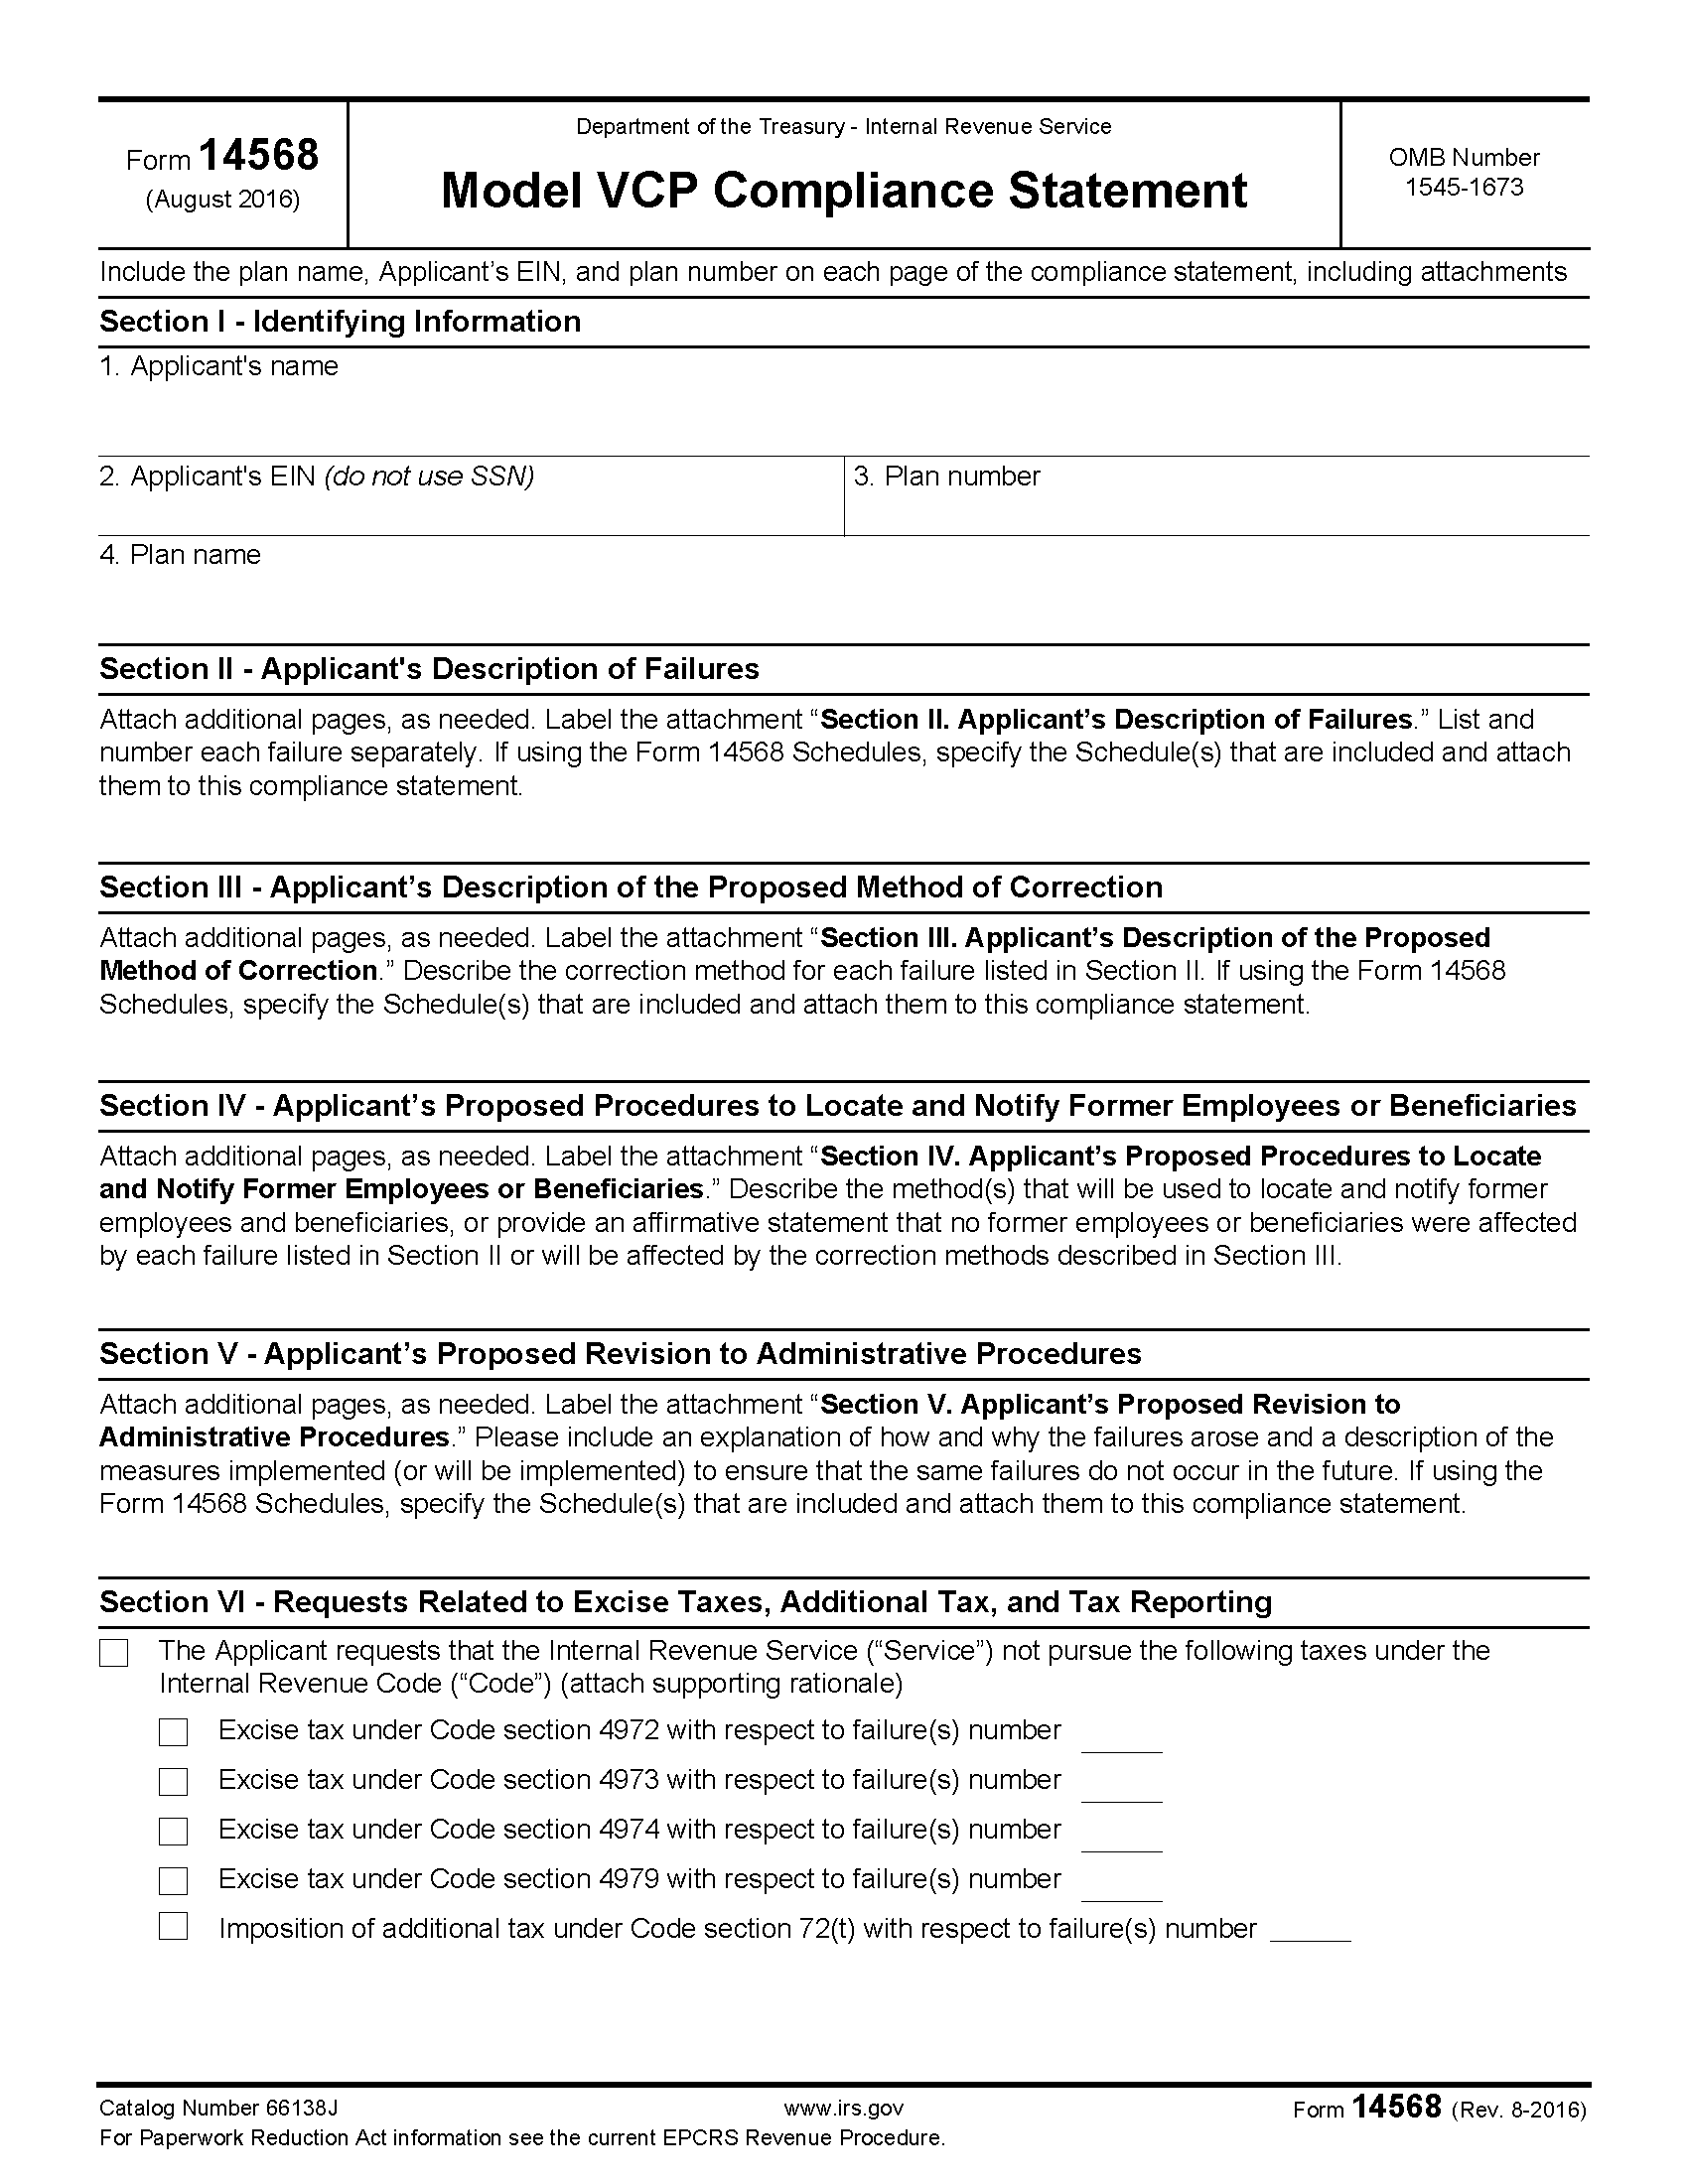 Form 14568
(August 2016)
Department of the Treasury - Internal Revenue Service
Model VCP Compliance Statement
OMB Number
1545-1673
Include the plan name, Applicant’s EIN, and plan number on each page of the compliance statement, including attachments
Section I - Identifying Information
1. Applicant's name
2. Applicant's EIN (do not use SSN)
3. Plan number
4. Plan name
Section II - Applicant's Description of Failures
Attach additional pages, as needed. Label the attachment “Section II. Applicant’s Description of Failures.” List and
number each failure separately. If using the Form 14568 Schedules, specify the Schedule(s) that are included and attach
them to this compliance statement.
Section III - Applicant’s Description of the Proposed Method of Correction
Attach additional pages, as needed. Label the attachment “Section III. Applicant’s Description of the Proposed
Method of Correction.” Describe the correction method for each failure listed in Section II. If using the Form 14568
Schedules, specify the Schedule(s) that are included and attach them to this compliance statement.
Section IV - Applicant’s Proposed Procedures to Locate and Notify Former Employees or Beneficiaries
Attach additional pages, as needed. Label the attachment “Section IV. Applicant’s Proposed Procedures to Locate
and Notify Former Employees or Beneficiaries.” Describe the method(s) that will be used to locate and notify former
employees and beneficiaries, or provide an affirmative statement that no former employees or beneficiaries were affected
by each failure listed in Section II or will be affected by the correction methods described in Section III.
Section V - Applicant’s Proposed Revision to Administrative Procedures
Attach additional pages, as needed. Label the attachment “Section V. Applicant’s Proposed Revision to
Administrative Procedures.” Please include an explanation of how and why the failures arose and a description of the
measures implemented (or will be implemented) to ensure that the same failures do not occur in the future. If using the
Form 14568 Schedules, specify the Schedule(s) that are included and attach them to this compliance statement.
Section VI - Requests Related to Excise Taxes, Additional Tax, and Tax Reporting
The Applicant requests that the Internal Revenue Service (“Service”) not pursue the following taxes under the
Internal Revenue Code (“Code”) (attach supporting rationale)
Excise tax under Code section 4972 with respect to failure(s) number
Excise tax under Code section 4973 with respect to failure(s) number
Excise tax under Code section 4974 with respect to failure(s) number
Excise tax under Code section 4979 with respect to failure(s) number
Imposition of additional tax under Code section 72(t) with respect to failure(s) number
Catalog Number 66138J
www.irs.gov
Form 14568 (Rev. 8-2016)
For Paperwork Reduction Act information see the current EPCRS Revenue Procedure.